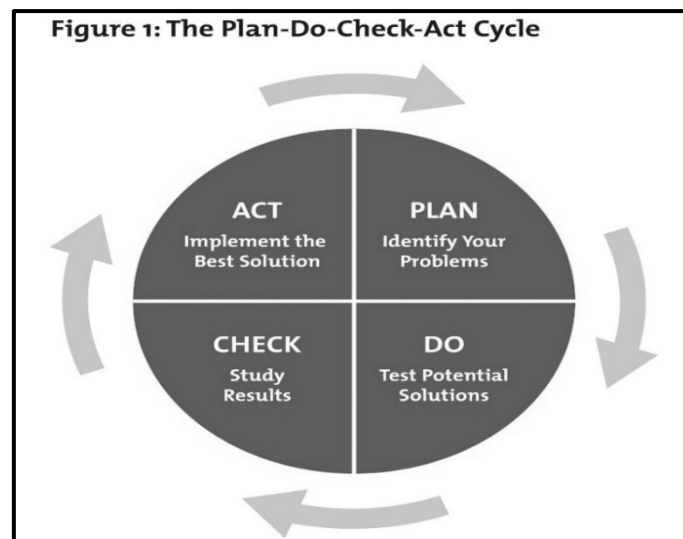 Figure 1: The Plan-Do-Check-Act Cycle
ACT
Implement the
Best Solution
PLAN
Identify Your
Problems
CHECK
Study
Results
DO
Test Potential
Solutions